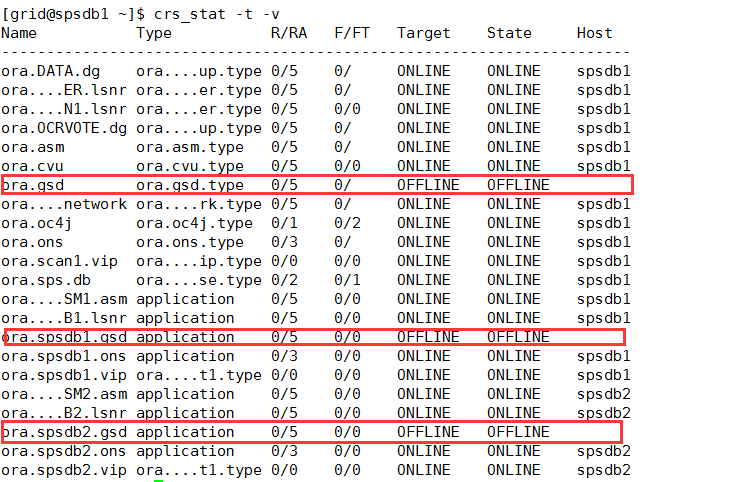 [grid@spsdb1 ~]$ crs_stat -t -v
Name           Type           R/RA   F/FT   Target    State     Host
----------------------------------------------------------------------
ora.DATA.dg    ora....up.type 0/5    0/     ONLINE    ONLINE    spsdb1
ora....ER.lsnr ora....er.type 0/5    0/     ONLINE    ONLINE    spsdb1
ora....N1.lsnr ora....er.type 0/5    0/0    ONLINE    ONLINE    spsdb1
ora.OCRVOTE.dg ora....up.type 0/5    0/     ONLINE    ONLINE    spsdb1
ora.asm        ora.asm.type   0/5    0/     ONLINE    ONLINE    spsdb1
ora.cvu        ora.cvu.type   0/5    0/0    ONLINE    ONLINE    spsdb1
ora.gsd        ora.gsd.type   0/5    0/     OFFLINE   OFFLINE
ora....network ora....rk.type 0/5    0/     ONLINE    ONLINE    spsdb1
ora.oc4j       ora.oc4j.type  0/1    0/2    ONLINE    ONLINE    spsdb1
ora.ons        ora.ons.type   0/3    0/     ONLINE    ONLINE    spsdb1
ora.scan1.vip  ora....ip.type 0/0    0/0    ONLINE    ONLINE    spsdb1
ora.sps.db     ora....se.type 0/2    0/1    ONLINE    ONLINE    spsdb1
ora....SM1.asm application    0/5    0/0    ONLINE    ONLINE    spsdb1
ora....B1.lsnr application    0/5    0/0    ONLINE    ONLINE    spsdb1
ora.spsdb1.gsd application    0/5    0/0    OFFLINE   OFFLINE
ora.spsdb1.ons application    0/3    0/0    ONLINE    ONLINE    spsdb1
ora.spsdb1.vip ora....t1.type 0/0    0/0    ONLINE    ONLINE    spsdb1
ora....SM2.asm application    0/5    0/0    ONLINE    ONLINE    spsdb2
ora....B2.lsnr application    0/5    0/0    ONLINE    ONLINE    spsdb2
ora.spsdb2.gsd application    0/5    0/0    OFFLINE   OFFLINE
ora.spsdb2.ons application    0/3    0/0    ONLINE    ONLINE    spsdb2
ora.spsdb2.vip ora....t1.type 0/0    0/0    ONLINE    ONLINE    spsdb2